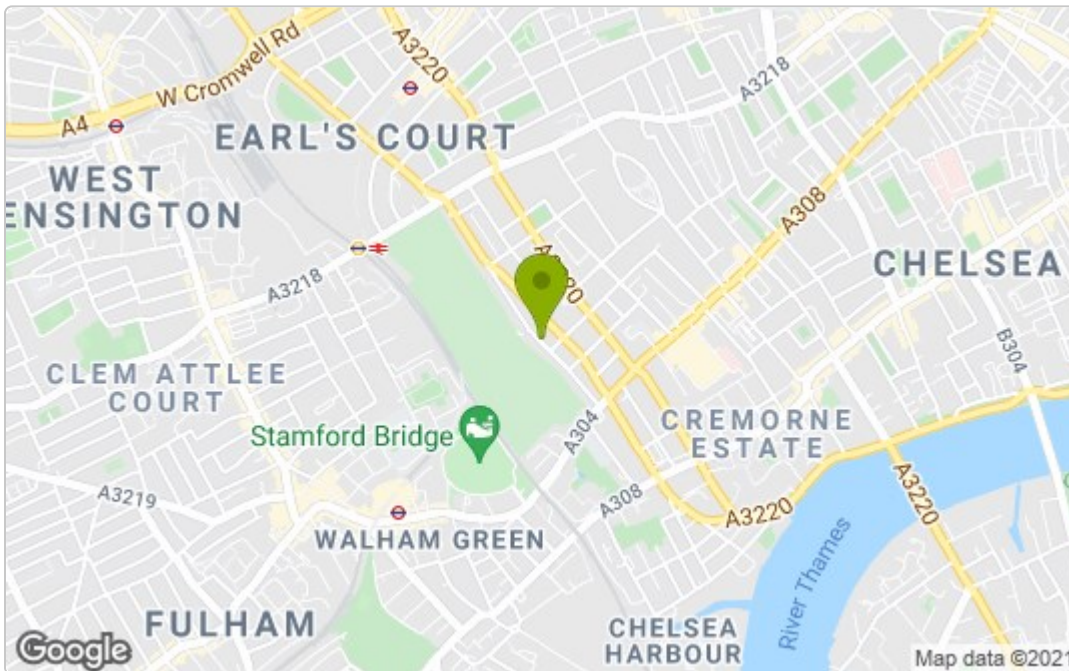 A3220
W Cromwell Rd
A3218
A4
EARL'S COURT
WEST
ENSINGTON
A308
A3220
CHELSEA
A3218
B304
CLEM ATTLEE
COURT
CREMORNE
ESTATE
Stamford Bridge
A304
A3219
A308
A3220
A3220
WALHAM GREEN
River Thames
FULHAM
CHELSEA
HARBOUR
Google
Map data ©2021